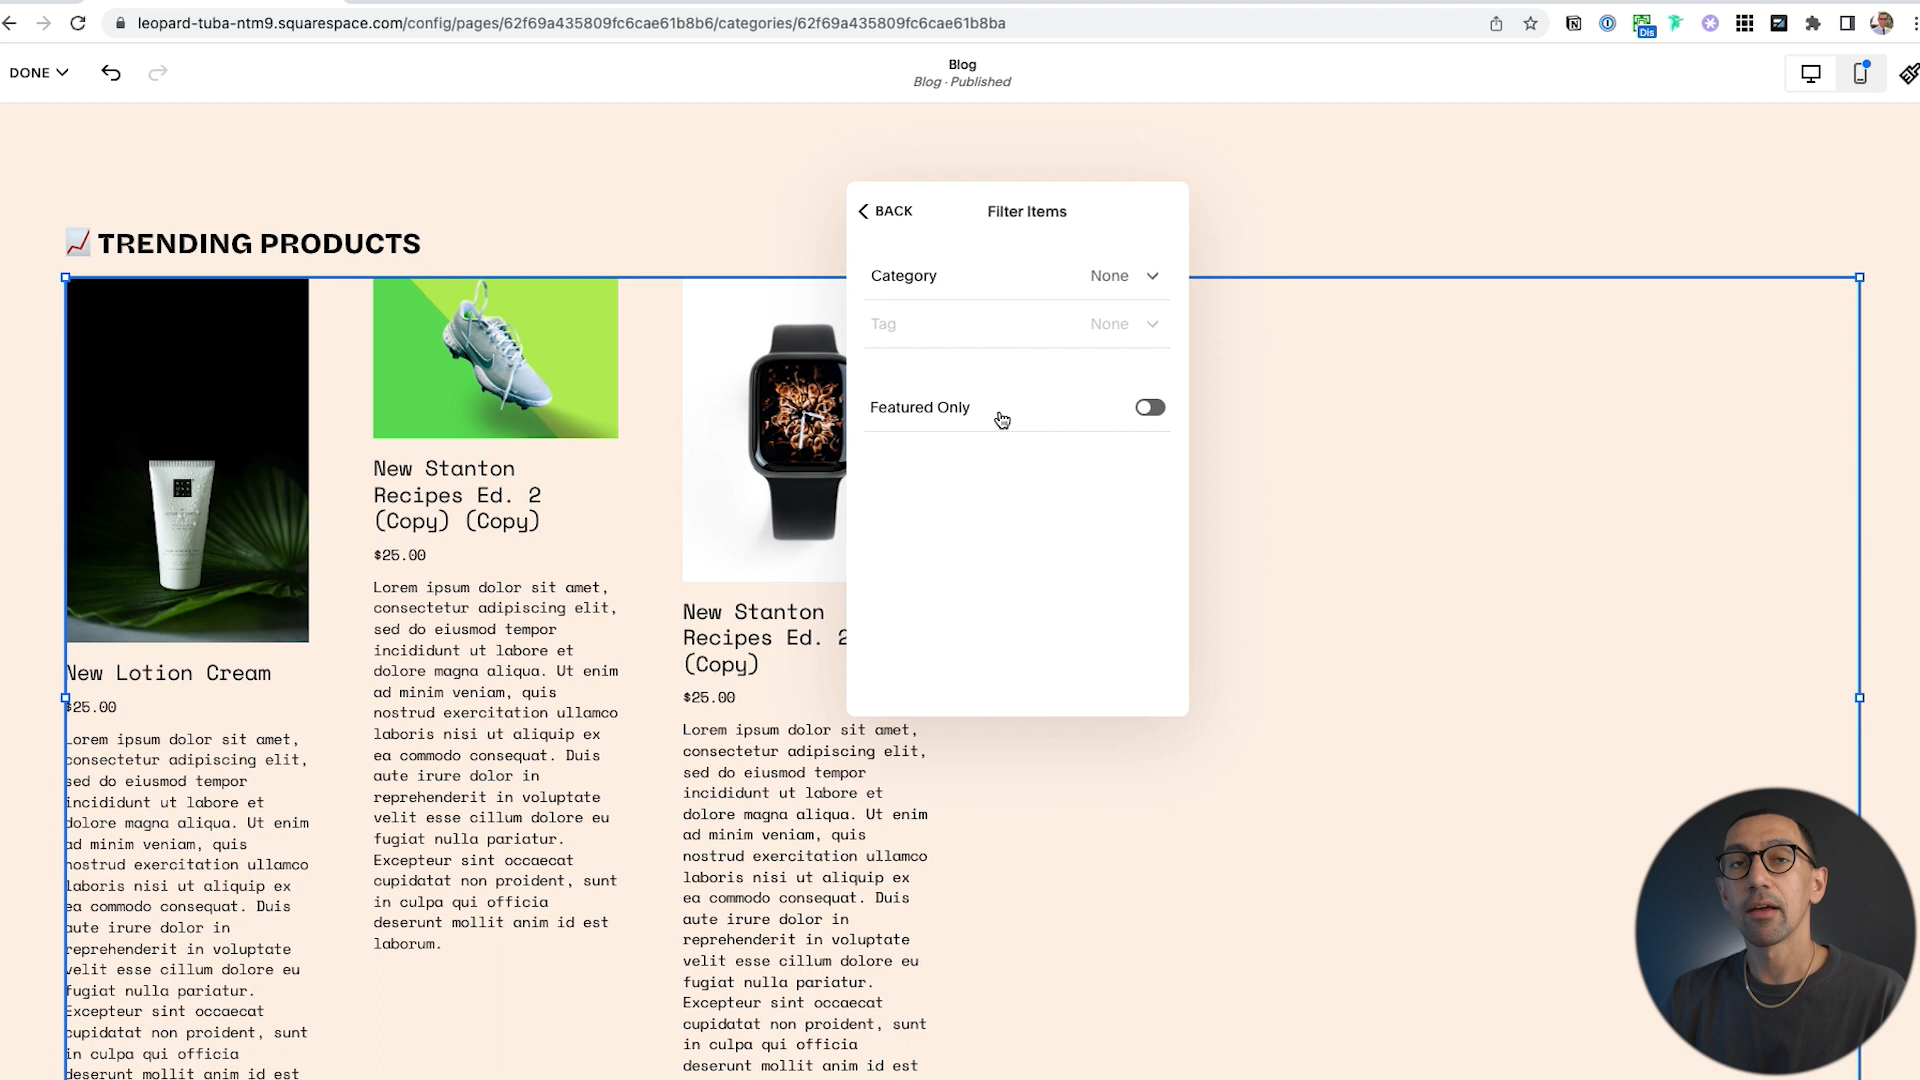 leopard-tuba-ntm9.squarespace.com/config/pages/62f69a435809fc6cae61b8b6/categories/62f69a435809fc6cae61b8ba
Dis
DONE
Blog
Blog · Published
📈 TRENDING PRODUCTS
BACK
Filter Items
Category
None
Tag
None
Featured Only
New Lotion Cream
$25.00
Lorem ipsum dolor sit amet,
consectetur adipiscing elit,
sed do eiusmod tempor
incididunt ut labore et
dolore magna aliqua. Ut enim
ad minim veniam, quis
nostrud exercitation ullamco
laboris nisi ut aliquip ex
ea commodo consequat. Duis
aute irure dolor in
reprehenderit in voluptate
velit esse cillum dolore eu
fugiat nulla pariatur.
Excepteur sint occaecat
cupidatat non proident, sunt
in culpa qui officia
deserunt mollit anim id est
New Stanton
Recipes Ed. 2
(Copy) (Copy)
$25.00
Lorem ipsum dolor sit amet,
consectetur adipiscing elit,
sed do eiusmod tempor
incididunt ut labore et
dolore magna aliqua. Ut enim
ad minim veniam, quis
nostrud exercitation ullamco
laboris nisi ut aliquip ex
ea commodo consequat. Duis
aute irure dolor in
reprehenderit in voluptate
velit esse cillum dolore eu
fugiat nulla pariatur.
Excepteur sint occaecat
cupidatat non proident, sunt
in culpa qui officia
deserunt mollit anim id est
laborum.
New Stanton
Recipes Ed. 2
(Copy)
$25.00
Lorem ipsum dolor sit amet,
consectetur adipiscing elit,
sed do eiusmod tempor
incididunt ut labore et
dolore magna aliqua. Ut enim
ad minim veniam, quis
nostrud exercitation ullamco
laboris nisi ut aliquip ex
ea commodo consequat. Duis
aute irure dolor in
reprehenderit in voluptate
velit esse cillum dolore eu
fugiat nulla pariatur.
Excepteur sint occaecat
cupidatat non proident, sunt
in culpa qui officia
deserunt mollit anim id est